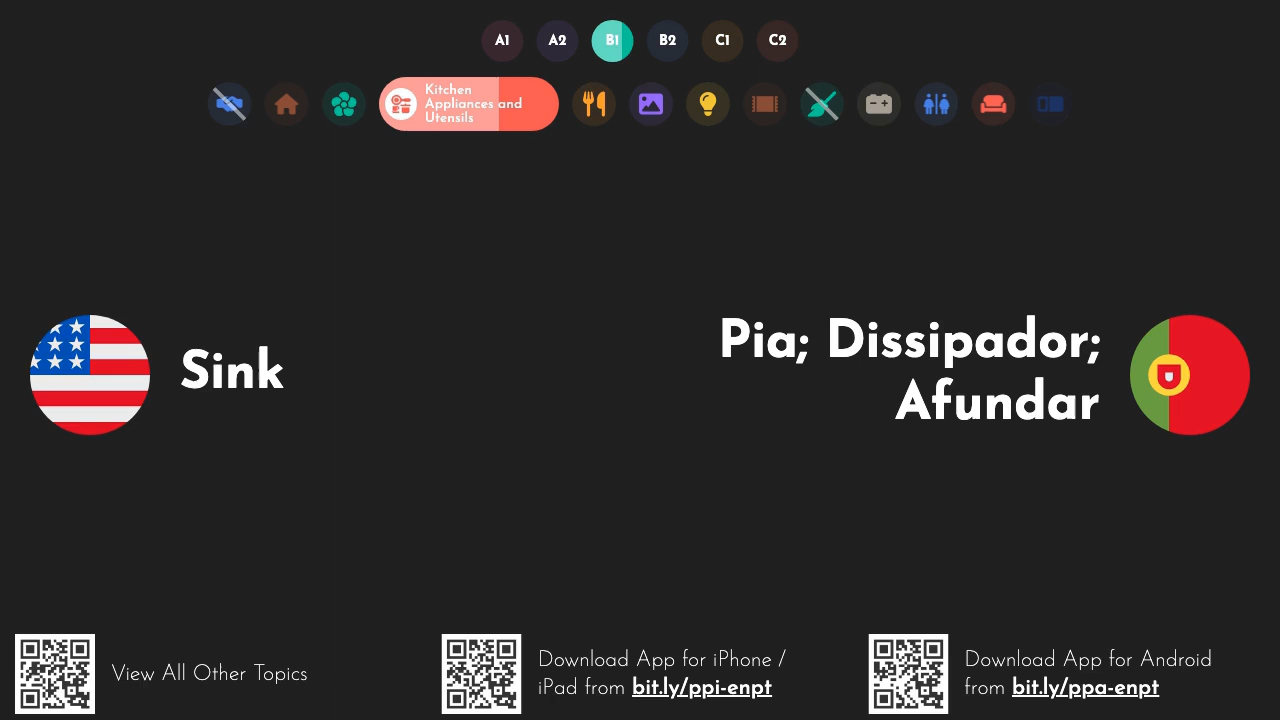 A1 A2 B1 B2 C1 C2
Kitchen
Appliances and
Utensils
Sink
Pia; Dissipador;
Afundar
View All Other Topics
Download App for iPhone /
iPad from bit.ly/ppi-enpt
Download App for Android
from bit.ly/ppa-enpt